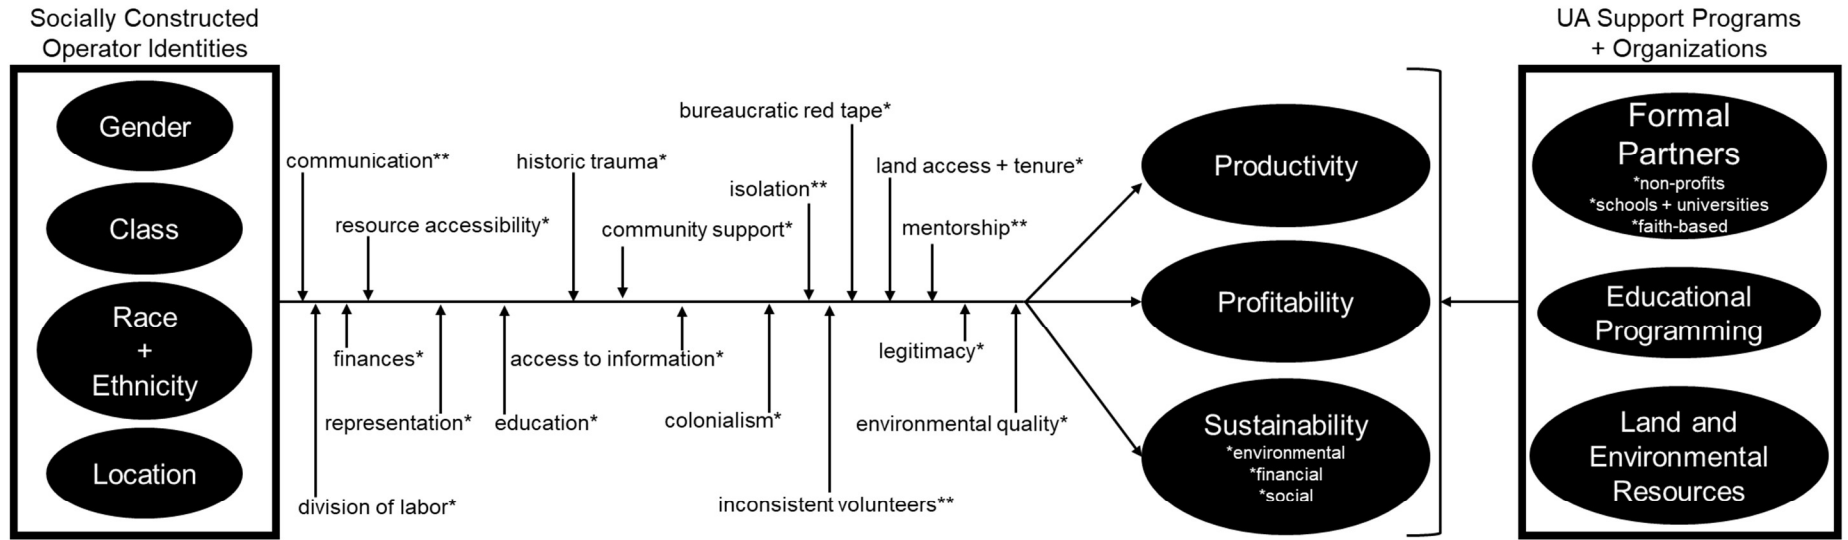 Socially Constructed
Operator Identities
Gender
Class
Race
+
Ethnicity
Location
communication**
resource accessibility*
historic trauma*
community support*
bureaucratic red tape*
isolation**
land access + tenure*
mentorship**
finances*
representation*
division of labor*
education*
access to information*
colonialism*
inconsistent volunteers**
legitimacy*
environmental quality*
Productivity
Profitability
Sustainability
*environmental
*financial
*social
UA Support Programs
+ Organizations
Formal
Partners
*non-profits
*schools + universities
*faith-based
Educational
Programming
Land and
Environmental
Resources